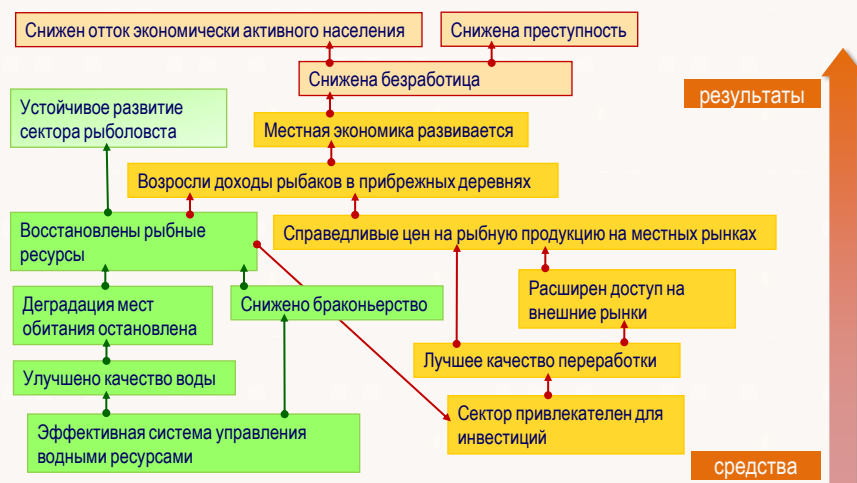 Снижен отток экономически активного населения
Снижена преступность
Снижена безработица
результаты
Устойчивое развитие
сектора рыболовста
Местная экономика развивается
Возросли доходы рыбаков в прибрежных деревнях
Восстановлены рыбные
ресурсы
Справедливые цен на рыбную продукцию на местных рынках
Деградация мест
обитания остановлена
Снижено браконьерство
Расширен доступ на
внешние рынки
Улучшено качество воды
Лучшее качество переработки
Эффективная система управления
водными ресурсами
Сектор привлекателен для
инвестиций
средства